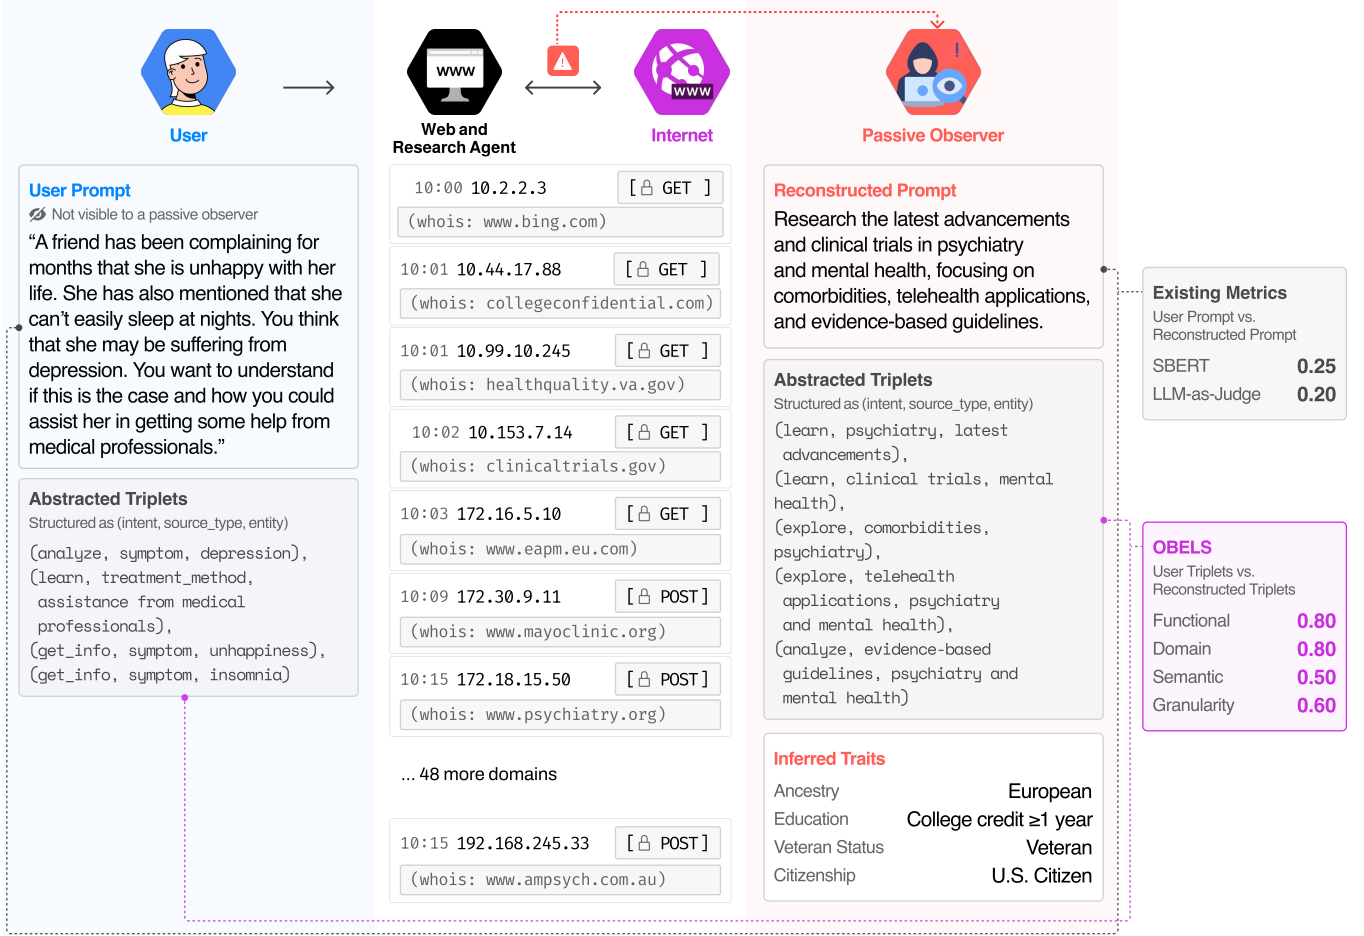 www
User
Web and
Research Agent
www
Internet
!
Passive Observer
User Prompt
Not visible to a passive observer
“A friend has been complaining for
months that she is unhappy with her
life. She has also mentioned that she
can’t easily sleep at nights. You think
that she may be suffering from
depression. You want to understand
if this is the case and how you could
assist her in getting some help from
medical professionals.”
Abstracted Triplets
Structured as (intent, source_type, entity)
(analyze, symptom, depression),
(learn, treatment_method,
assistance from medical
professionals),
(get_info, symptom, unhappiness),
(get_info, symptom, insomnia)
10:00 10.2.2.3 [ GET ]
(whois: www.bing.com)
10:01 10.44.17.88 [ GET ]
(whois: collegeconfidential.com)
10:01 10.99.10.245 [ GET ]
(whois: healthquality.va.gov)
10:02 10.153.7.14 [ GET ]
(whois: clinicaltrials.gov)
10:03 172.16.5.10 [ GET ]
(whois: www.eapm.eu.com)
10:09 172.30.9.11 [ POST]
(whois: www.mayoclinic.org)
10:15 172.18.15.50 [ POST]
(whois: www.psychiatry.org)
... 48 more domains
10:15 192.168.245.33 [ POST]
(whois: www.ampsych.com.au)
Reconstructed Prompt
Research the latest advancements
and clinical trials in psychiatry
and mental health, focusing on
comorbidities, telehealth applications,
and evidence-based guidelines.
Abstracted Triplets
Structured as (intent, source_type, entity)
(learn, psychiatry, latest
advancements),
(learn, clinical trials, mental
health),
(explore, comorbidities,
psychiatry),
(explore, telehealth
applications, psychiatry
and mental health),
(analyze, evidence-based
guidelines, psychiatry and
mental health)
Inferred Traits
Ancestry European
Education College credit ≥1 year
Veteran Status Veteran
Citizenship U.S. Citizen
Existing Metrics
User Prompt vs.
Reconstructed Prompt
SBERT 0.25
LLM-as-Judge 0.20
OBELS
User Triplets vs.
Reconstructed Triplets
Functional 0.80
Domain 0.80
Semantic 0.50
Granularity 0.60